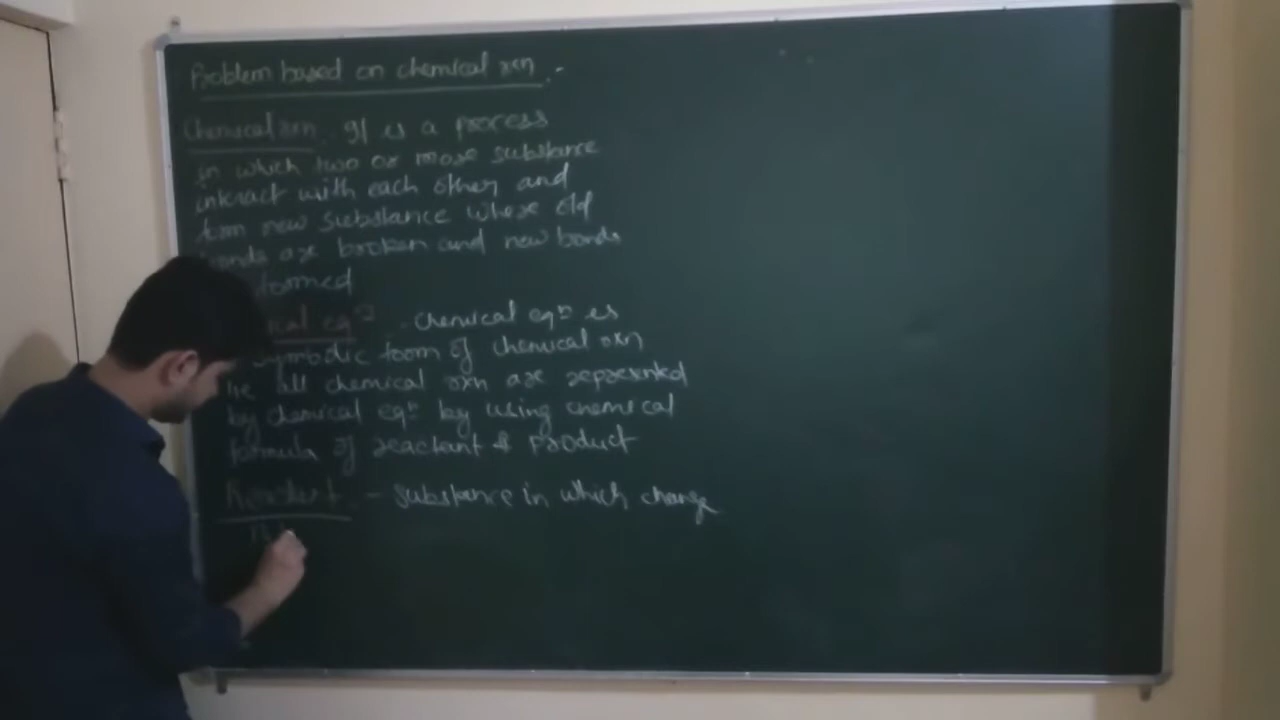 Problem based on chemical rxn .-
Chemical rxn . It is a process
in which two or more substance
interact with each other and
form new substance where old
bonds are broken and new bonds
formed
ical eqn . chemical eqn is
symbolic form of chemical rxn
ie all chemical rxn are represented
by chemical eqn by using chemical
formula of reactant & product
Reactant - substance in which change